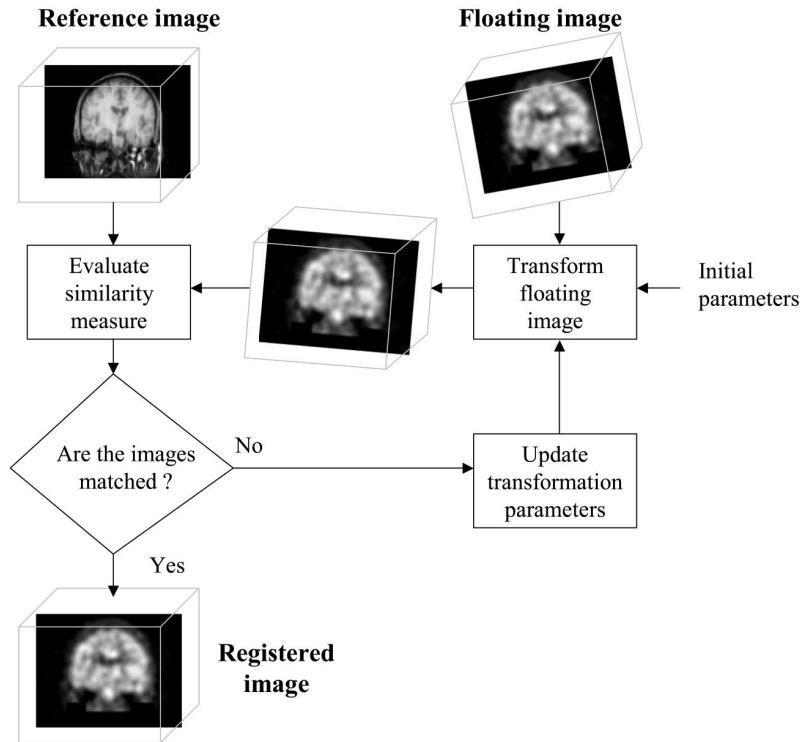 Reference image
Floating image
Evaluate
similarity
measure
Transform
floating
image
Initial
parameters
Are the images
matched ?
No
Update
transformation
parameters
Yes
Registered
image